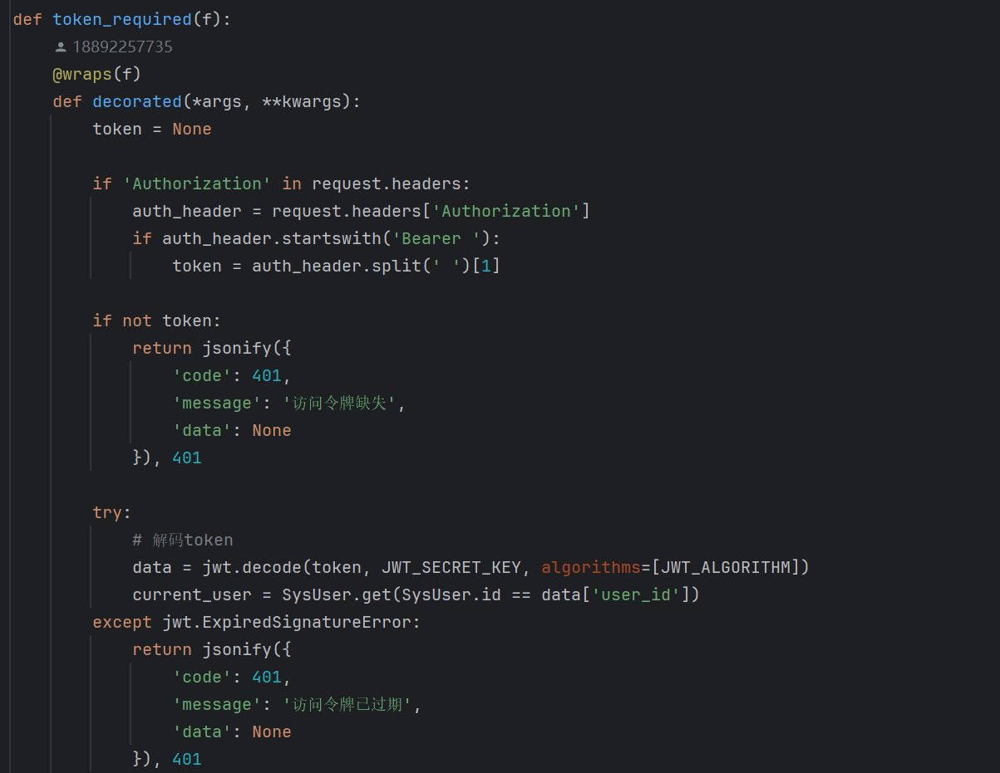 def token_required(f):
18892257735
@wraps(f)
def decorated(*args, **kwargs):
token = None
if 'Authorization' in request.headers:
auth_header = request.headers['Authorization']
if auth_header.startswith('Bearer '):
token = auth_header.split(' ')[1]
if not token:
return jsonify({
'code': 401,
'message': '访问令牌缺失',
'data': None
}), 401
try:
# 解码token
data = jwt.decode(token, JWT_SECRET_KEY, algorithms=[JWT_ALGORITHM])
current_user = SysUser.get(SysUser.id == data['user_id'])
except jwt.ExpiredSignatureError:
return jsonify({
'code': 401,
'message': '访问令牌已过期',
'data': None
}), 401